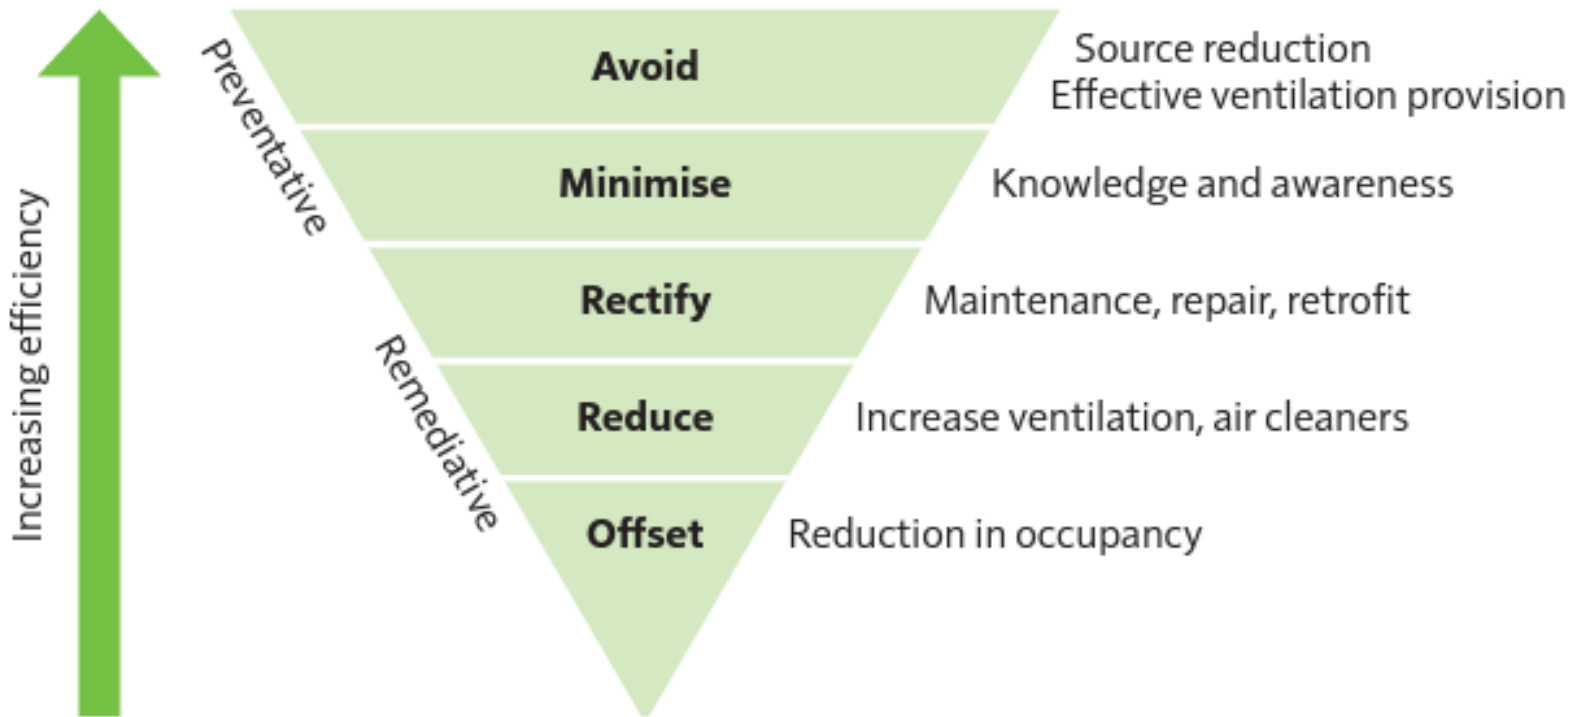 Increasing efficiency
Preventative
Remediative
Avoid
Source reduction
Effective ventilation provision
Minimise
Knowledge and awareness
Rectify
Maintenance, repair, retrofit
Reduce
Increase ventilation, air cleaners
Offset
Reduction in occupancy